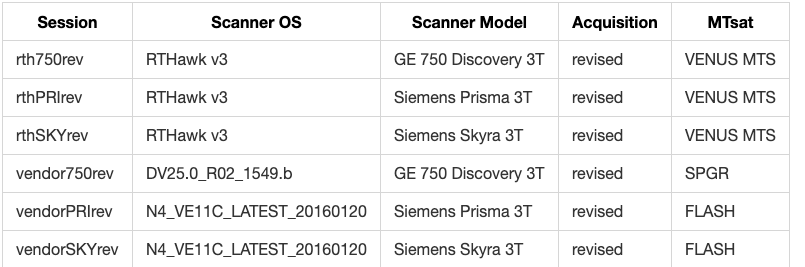 Session Scanner OS Scanner Model Acquisition MTsat
rth750rev RTHawk v3 GE 750 Discovery 3T revised VENUS MTS
rthPRIrev RTHawk v3 Siemens Prisma 3T revised VENUS MTS
rthSKYrev RTHawk v3 Siemens Skyra 3T revised VENUS MTS
vendor750rev DV25.0_R02_1549.b GE 750 Discovery 3T revised SPGR
vendorPRIrev N4_VE11C_LATEST_20160120 Siemens Prisma 3T revised FLASH
vendorSKYrev N4_VE11C_LATEST_20160120 Siemens Skyra 3T revised FLASH